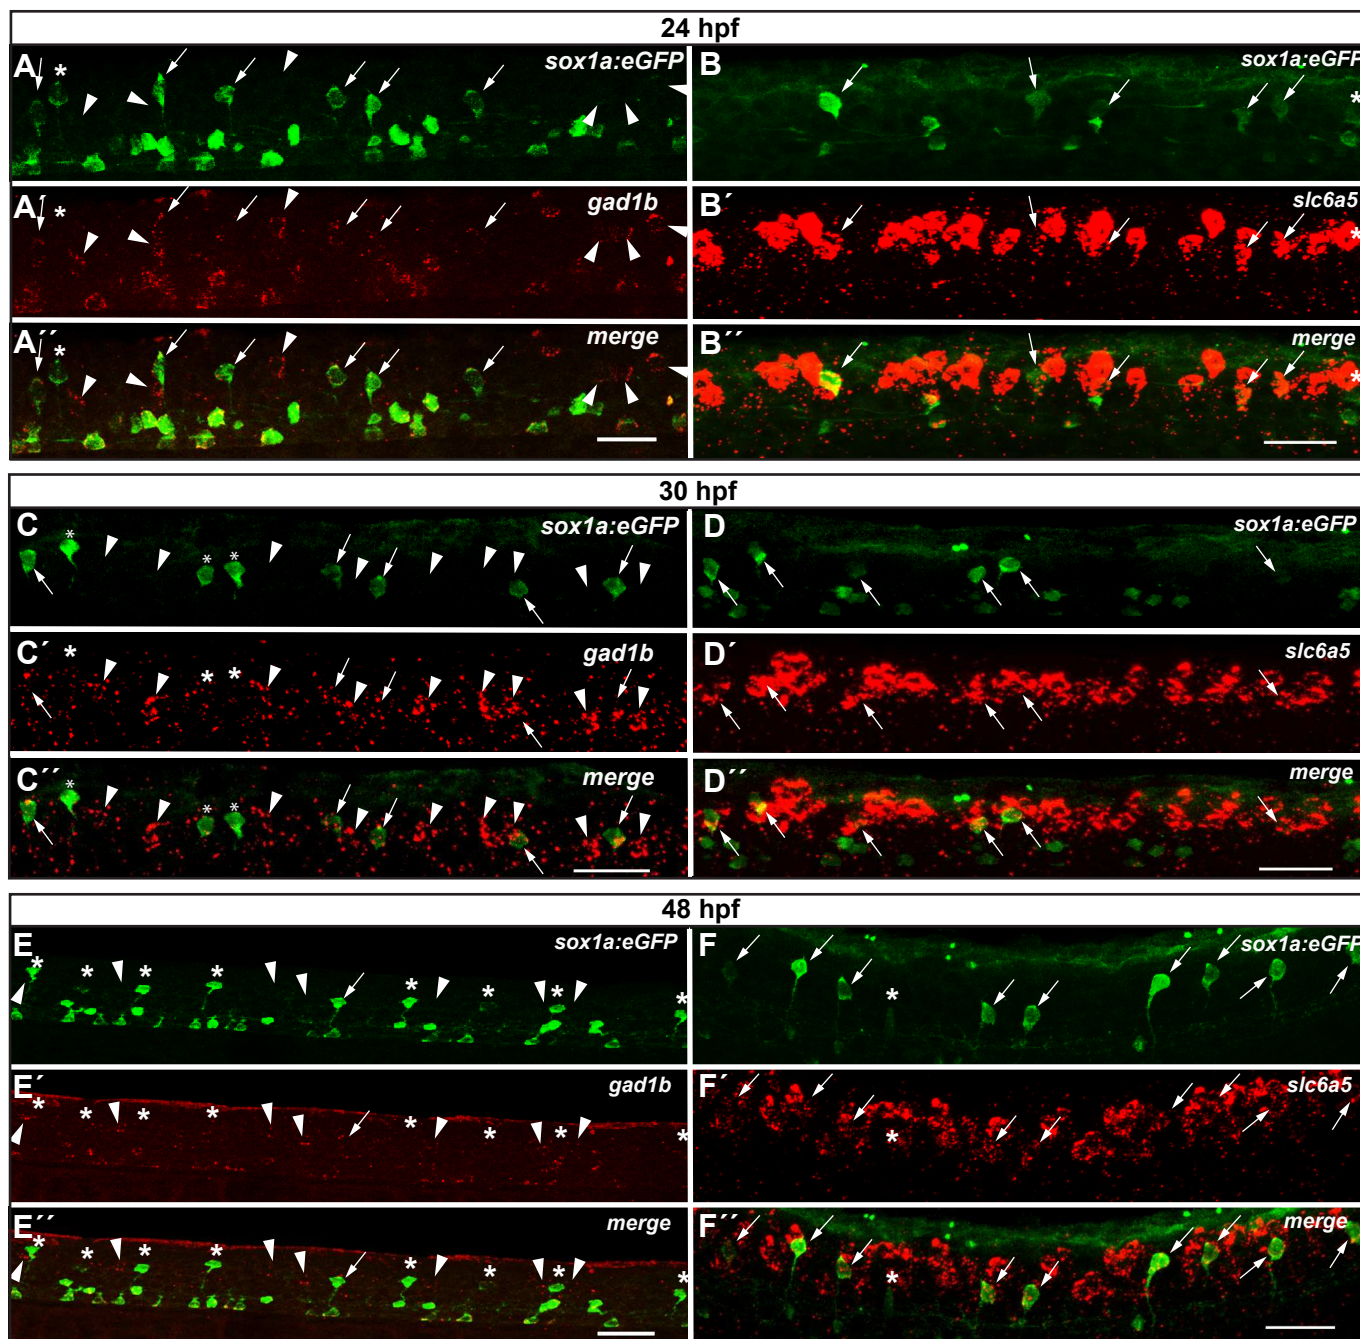 24 hpf
A sox1a:eGFP
B sox1a:eGFP
A´ gad1b
B´ slc6a5
A´´ merge
B´´ merge
30 hpf
C sox1a:eGFP
D sox1a:eGFP
C´ gad1b
D´ slc6a5
C´´ merge
D´´ merge
48 hpf
E sox1a:eGFP
F sox1a:eGFP
E´ gad1b
F´ slc6a5
E´´ merge
F´´ merge